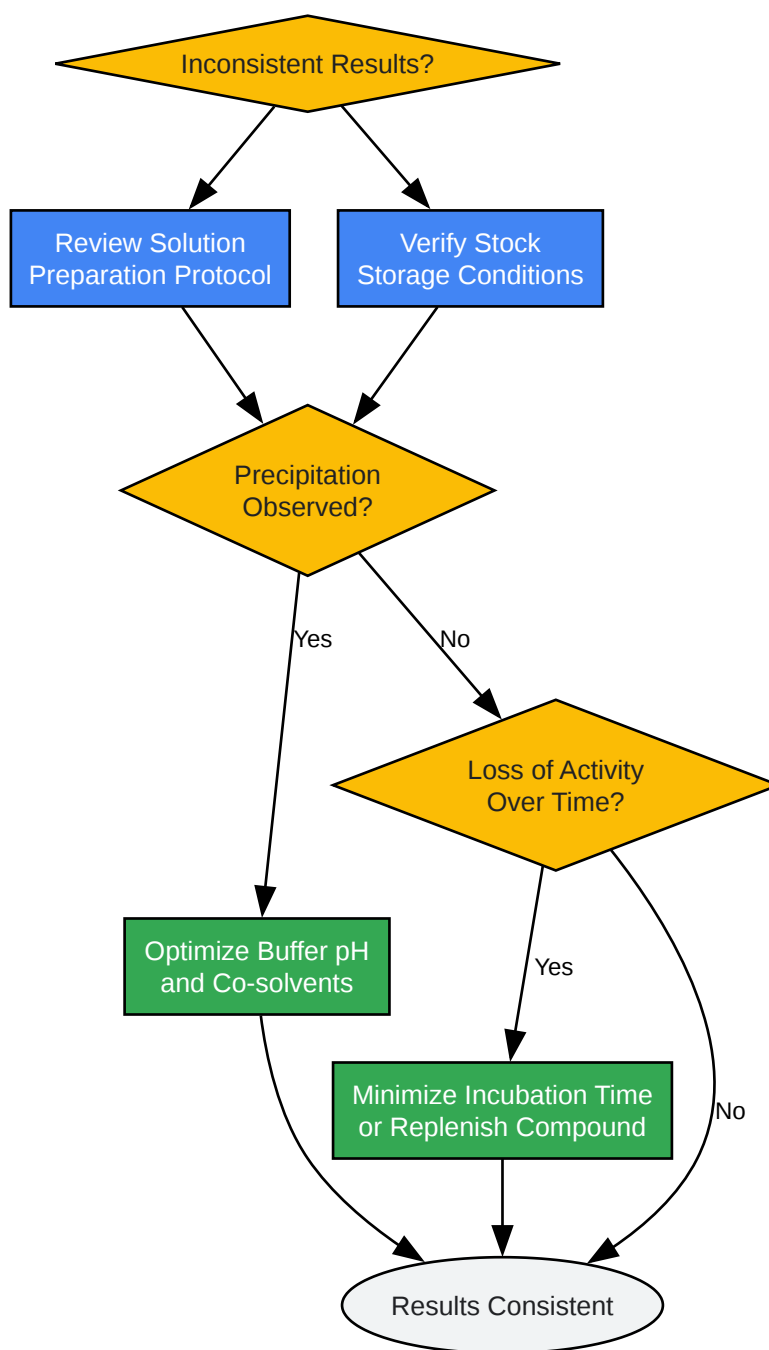 Inconsistent Results?
Review Solution
Preparation Protocol
Verify Stock
Storage Conditions
Precipitation
Observed?
Yes
No
Loss of Activity
Over Time?
Optimize Buffer pH
and Co-solvents
Yes
Minimize Incubation Time
or Replenish Compound
No
Results Consistent